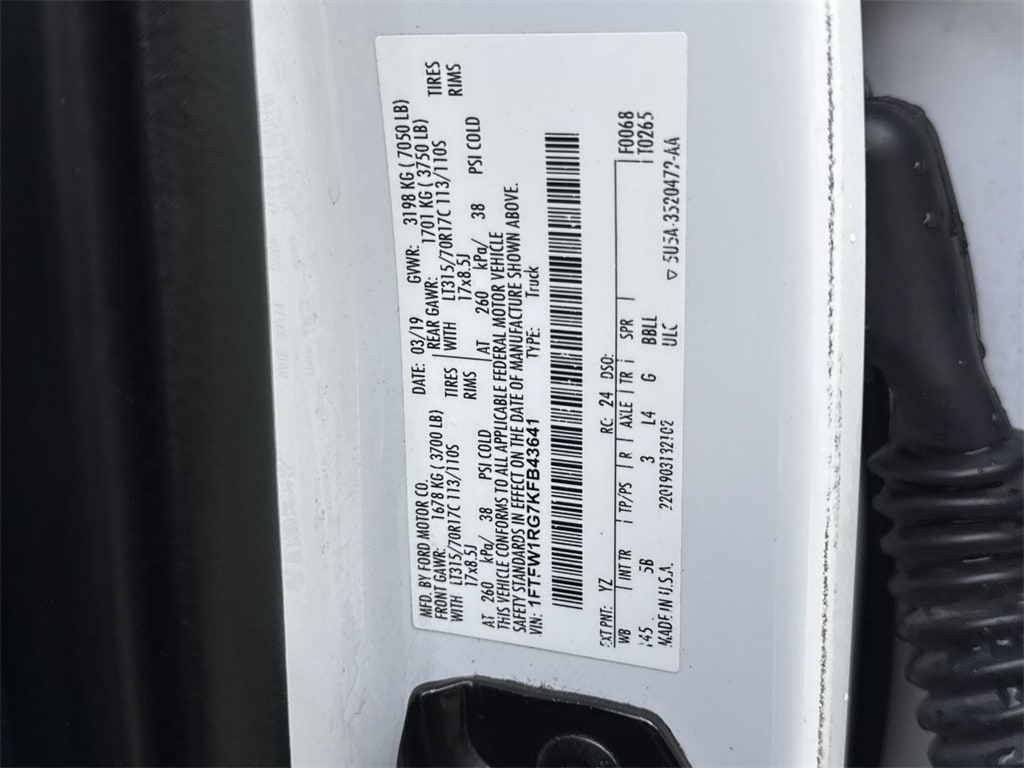 MFD. BY FORD MOTOR CO.
DATE: 03/19 GVWR: 3198 KG ( 7050 LB)
FRONT GAWR: 1678 KG ( 3700 LB) REAR GAWR: 1701 KG ( 3750 LB)
WITH LT315/70R17C 113/110S TIRES WITH LT315/70R17C 113/110S TIRES
17x8.5J RIMS 17x8.5J RIMS
AT 260 kPa/ 38 PSI COLD AT 260 kPa/ 38 PSI COLD
THIS VEHICLE CONFORMS TO ALL APPLICABLE FEDERAL MOTOR VEHICLE
SAFETY STANDARDS IN EFFECT ON THE DATE OF MANUFACTURE SHOWN ABOVE.
VIN: 1FTFW1RG7KFB43641 TYPE: Truck
EXT PNT: YZ RC: 24 DSO: F0068
WB INT TR TP/PS R AXLE TR SPR T0265
145 5B 3 L4 G BBLL
MADE IN U.S.A. 2201903132102 ULC ▽ 5U5A-3520472-AA